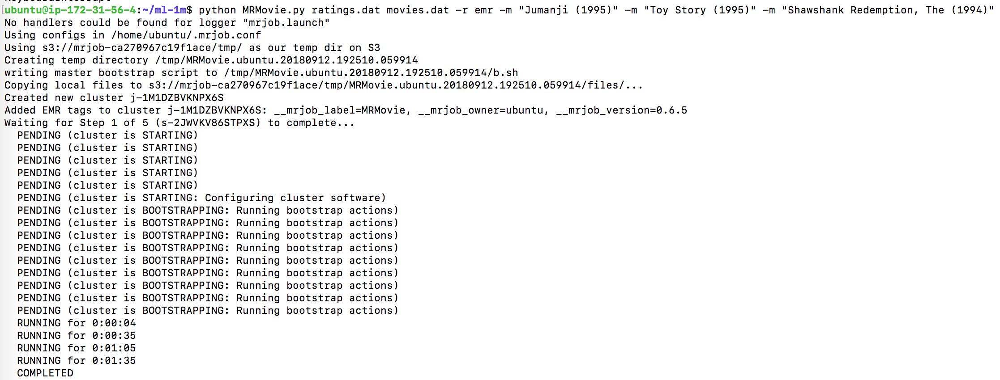 KeyboardInterrupt
[ubuntu@ip-172-31-56-4:~/ml-1m$ python MRMovie.py ratings.dat movies.dat -r emr -m "Jumanji (1995)" -m "Toy Story (1995)" -m "Shawshank Redemption, The (1994)"
No handlers could be found for logger "mrjob.launch"
Using configs in /home/ubuntu/.mrjob.conf
Using s3://mrjob-ca270967c19f1ace/tmp/ as our temp dir on S3
Creating temp directory /tmp/MRMovie.ubuntu.20180912.192510.059914
writing master bootstrap script to /tmp/MRMovie.ubuntu.20180912.192510.059914/b.sh
Copying local files to s3://mrjob-ca270967c19f1ace/tmp/MRMovie.ubuntu.20180912.192510.059914/files/...
Created new cluster j-1M1DZBVKNPX6S
Added EMR tags to cluster j-1M1DZBVKNPX6S: __mrjob_label=MRMovie, __mrjob_owner=ubuntu, __mrjob_version=0.6.5
Waiting for Step 1 of 5 (s-2JWVKV86STPXS) to complete...
PENDING (cluster is STARTING)
PENDING (cluster is STARTING)
PENDING (cluster is STARTING)
PENDING (cluster is STARTING)
PENDING (cluster is STARTING)
PENDING (cluster is STARTING: Configuring cluster software)
PENDING (cluster is BOOTSTRAPPING: Running bootstrap actions)
PENDING (cluster is BOOTSTRAPPING: Running bootstrap actions)
PENDING (cluster is BOOTSTRAPPING: Running bootstrap actions)
PENDING (cluster is BOOTSTRAPPING: Running bootstrap actions)
PENDING (cluster is BOOTSTRAPPING: Running bootstrap actions)
PENDING (cluster is BOOTSTRAPPING: Running bootstrap actions)
PENDING (cluster is BOOTSTRAPPING: Running bootstrap actions)
PENDING (cluster is BOOTSTRAPPING: Running bootstrap actions)
PENDING (cluster is BOOTSTRAPPING: Running bootstrap actions)
RUNNING for 0:00:04
RUNNING for 0:00:35
RUNNING for 0:01:05
RUNNING for 0:01:35
COMPLETED